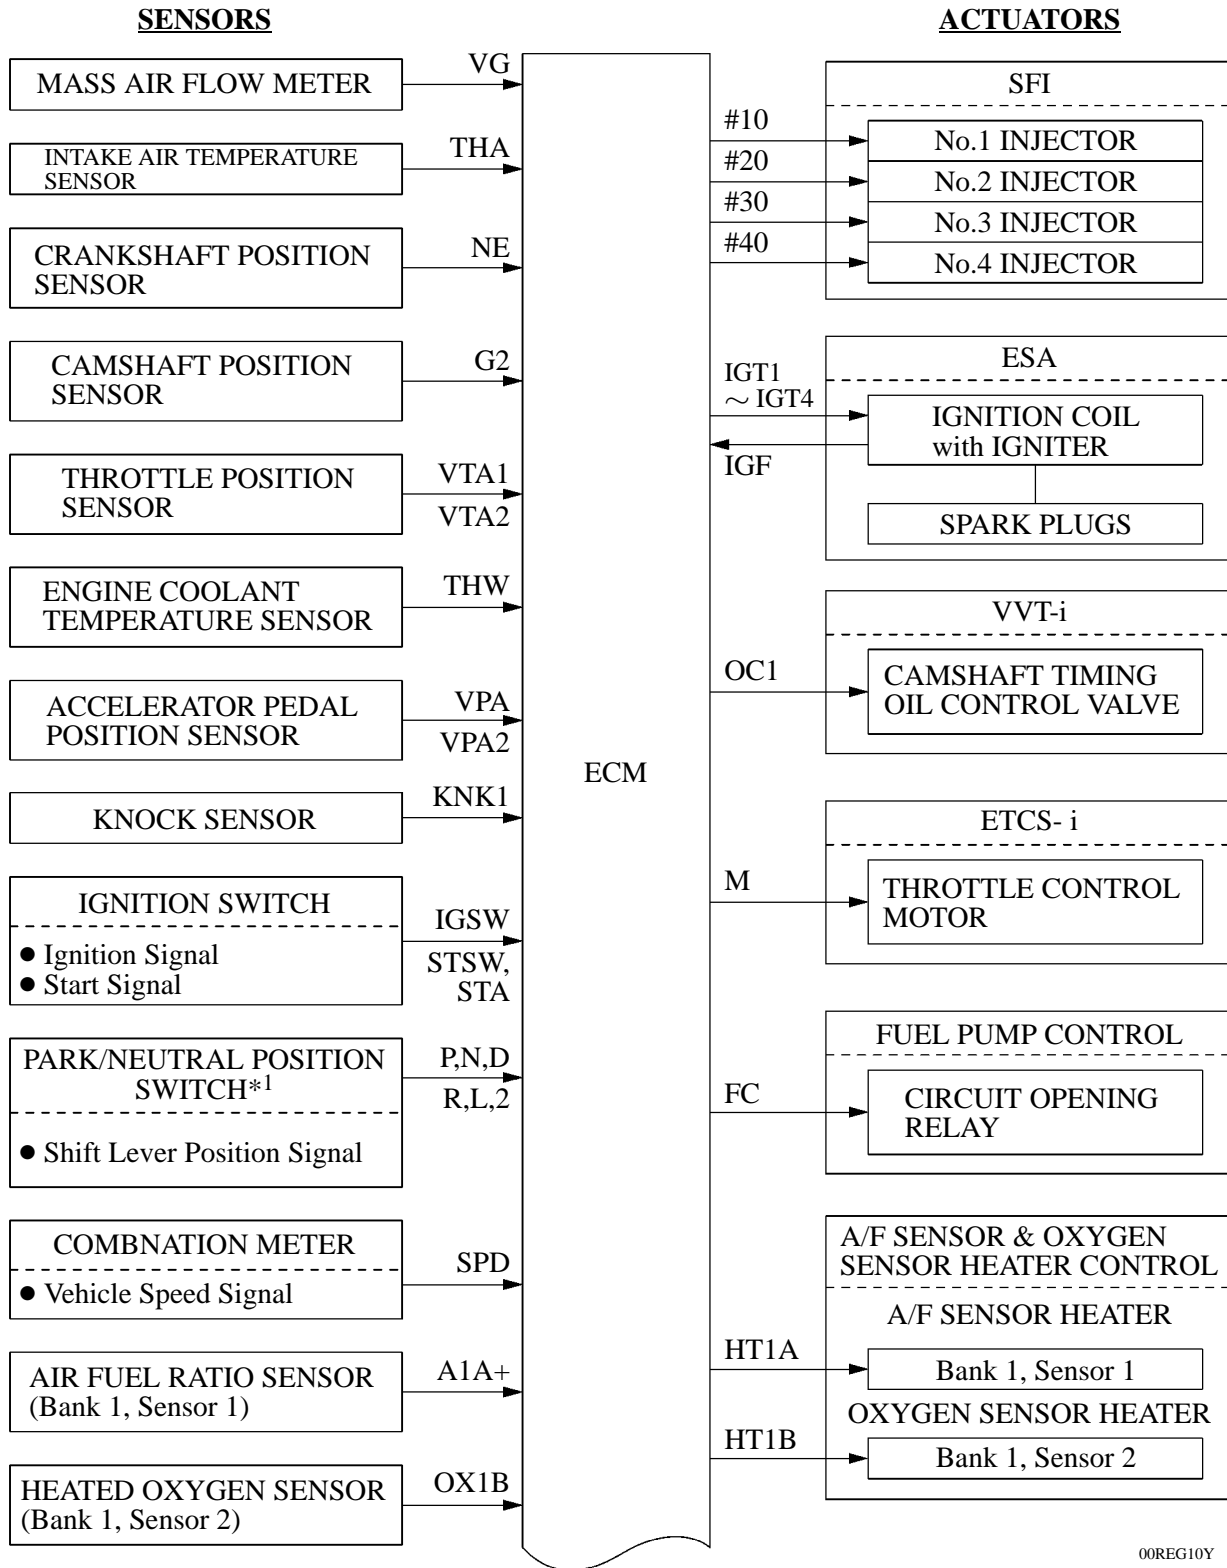 SENSORS
MASS AIR FLOW METER
VG
INTAKE AIR TEMPERATURE
SENSOR
THA
CRANKSHAFT POSITION
SENSOR
NE
CAMSHAFT POSITION
SENSOR
G2
THROTTLE POSITION
SENSOR
VTA1
VTA2
ENGINE COOLANT
TEMPERATURE SENSOR
THW
ACCELERATOR PEDAL
POSITION SENSOR
VPA
VPA2
KNOCK SENSOR
KNK1
IGNITION SWITCH
● Ignition Signal
● Start Signal
IGSW
STSW,
STA
PARK/NEUTRAL POSITION
SWITCH*1
● Shift Lever Position Signal
P,N,D
R,L,2
COMBNATION METER
● Vehicle Speed Signal
SPD
AIR FUEL RATIO SENSOR
(Bank 1, Sensor 1)
A1A+
HEATED OXYGEN SENSOR
(Bank 1, Sensor 2)
OX1B
ECM
ACTUATORS
SFI
#10
No.1 INJECTOR
#20
No.2 INJECTOR
#30
No.3 INJECTOR
#40
No.4 INJECTOR
ESA
IGT1
~ IGT4
IGF
IGNITION COIL
with IGNITER
SPARK PLUGS
VVT-i
OC1
CAMSHAFT TIMING
OIL CONTROL VALVE
ETCS- i
M
THROTTLE CONTROL
MOTOR
FUEL PUMP CONTROL
FC
CIRCUIT OPENING
RELAY
A/F SENSOR & OXYGEN
SENSOR HEATER CONTROL
A/F SENSOR HEATER
HT1A
Bank 1, Sensor 1
OXYGEN SENSOR HEATER
HT1B
Bank 1, Sensor 2
00REG10Y